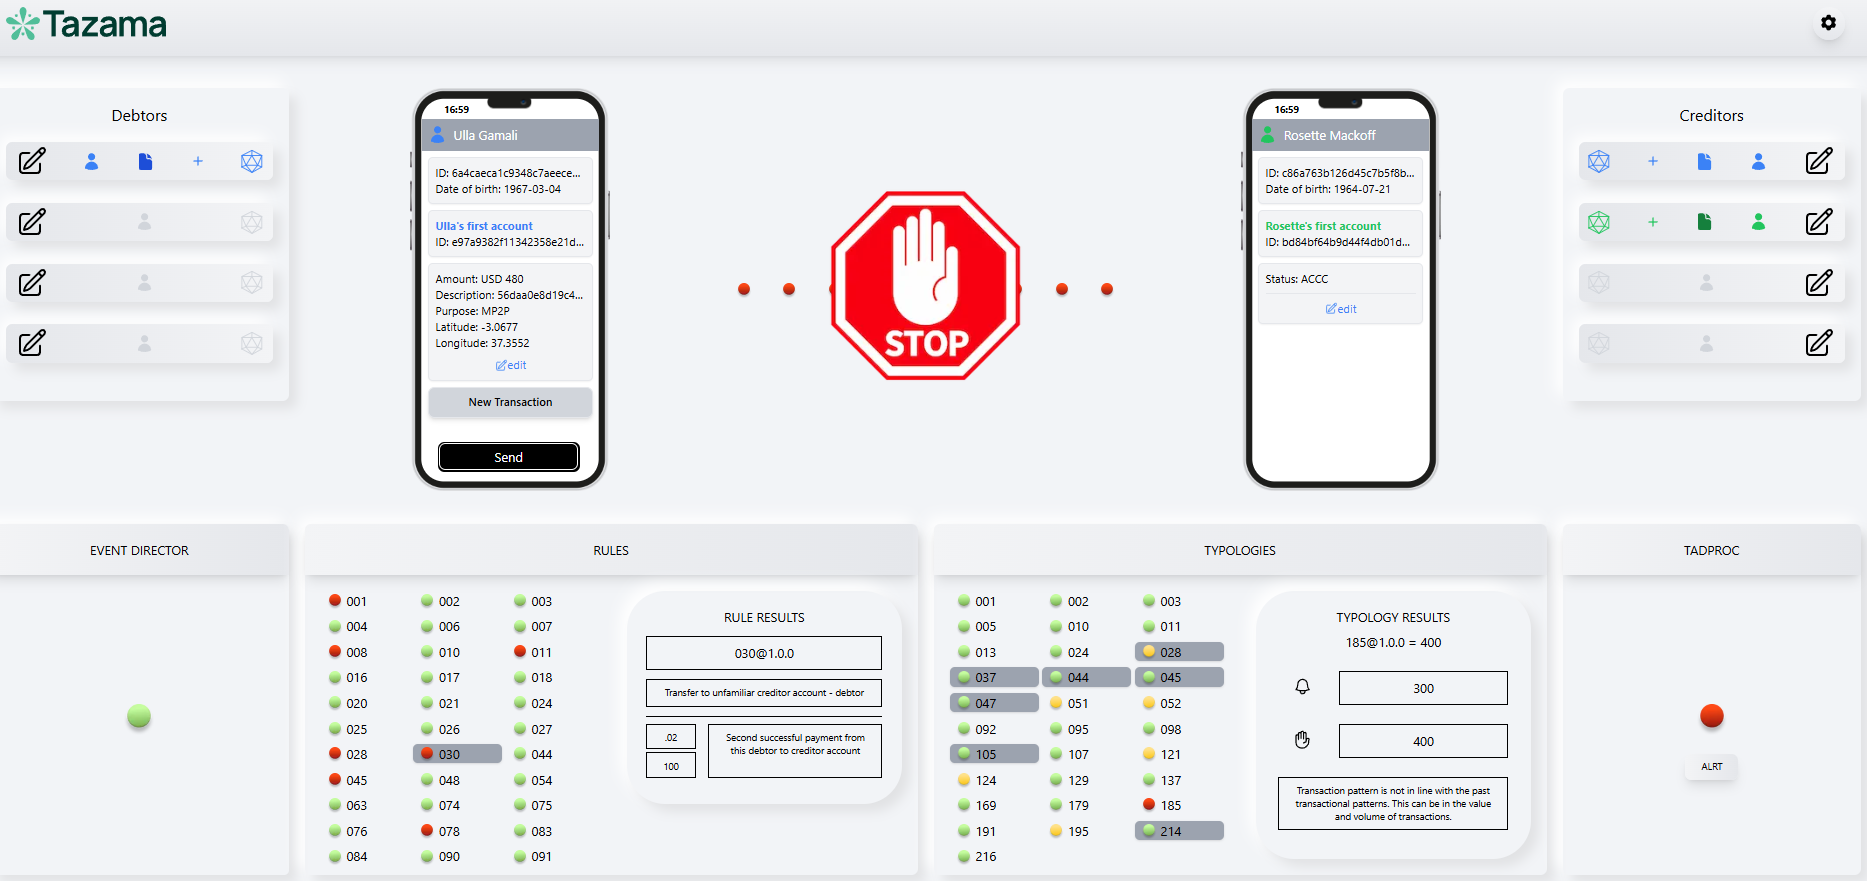 Tazama
Debtors
16:59
Ulla Gamali
ID: 6a4caeca1c9348c7aeece...
Date of birth: 1967-03-04
Ulla's first account
ID: e97a9382f11342358e21d...
Amount: USD 480
Description: 56daa0e8d19c4...
Purpose: MP2P
Latitude: -3.0677
Longitude: 37.3552
edit
New Transaction
Send
STOP
16:59
Rosette Mackoff
ID: c86a763b126d45c7b5f8b...
Date of birth: 1964-07-21
Rosette's first account
ID: bd84bf64b9d44f4db01d...
Status: ACCC
edit
Creditors
EVENT DIRECTOR
RULES
001 002 003
004 006 007
008 010 011
016 017 018
020 021 024
025 026 027
028 030 044
045 048 054
063 074 075
076 078 083
084 090 091
RULE RESULTS
030@1.0.0
Transfer to unfamiliar creditor account - debtor
.02
100
Second successful payment from
this debtor to creditor account
TYPOLOGIES
001 002 003
005 010 011
013 024 028
037 044 045
047 051 052
092 095 098
105 107 121
124 129 137
169 179 185
191 195 214
216
TYPOLOGY RESULTS
185@1.0.0 = 400
300
400
Transaction pattern is not in line with the past
transactional patterns. This can be in the value
and volume of transactions.
TADPROC
ALRT